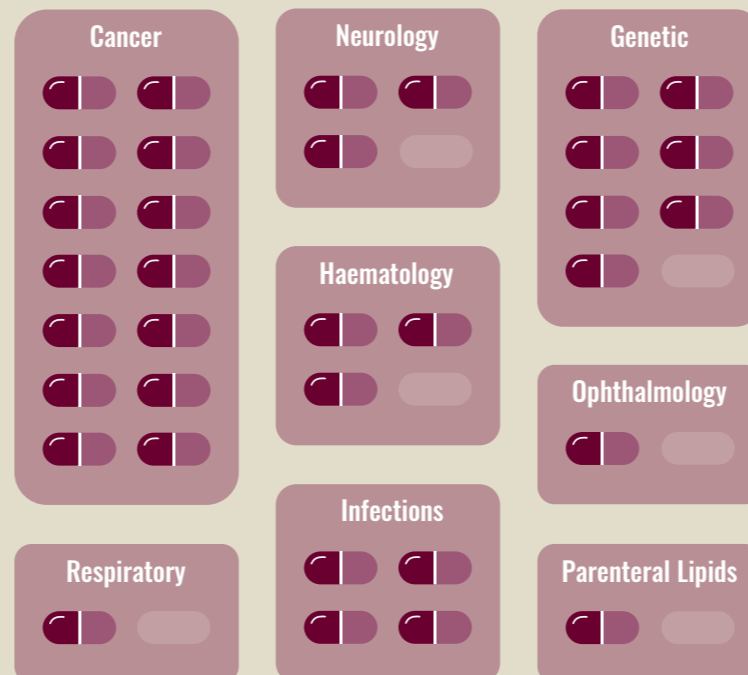 Cancer
Neurology
Genetic
Haematology
Ophthalmology
Infections
Respiratory
Parenteral Lipids